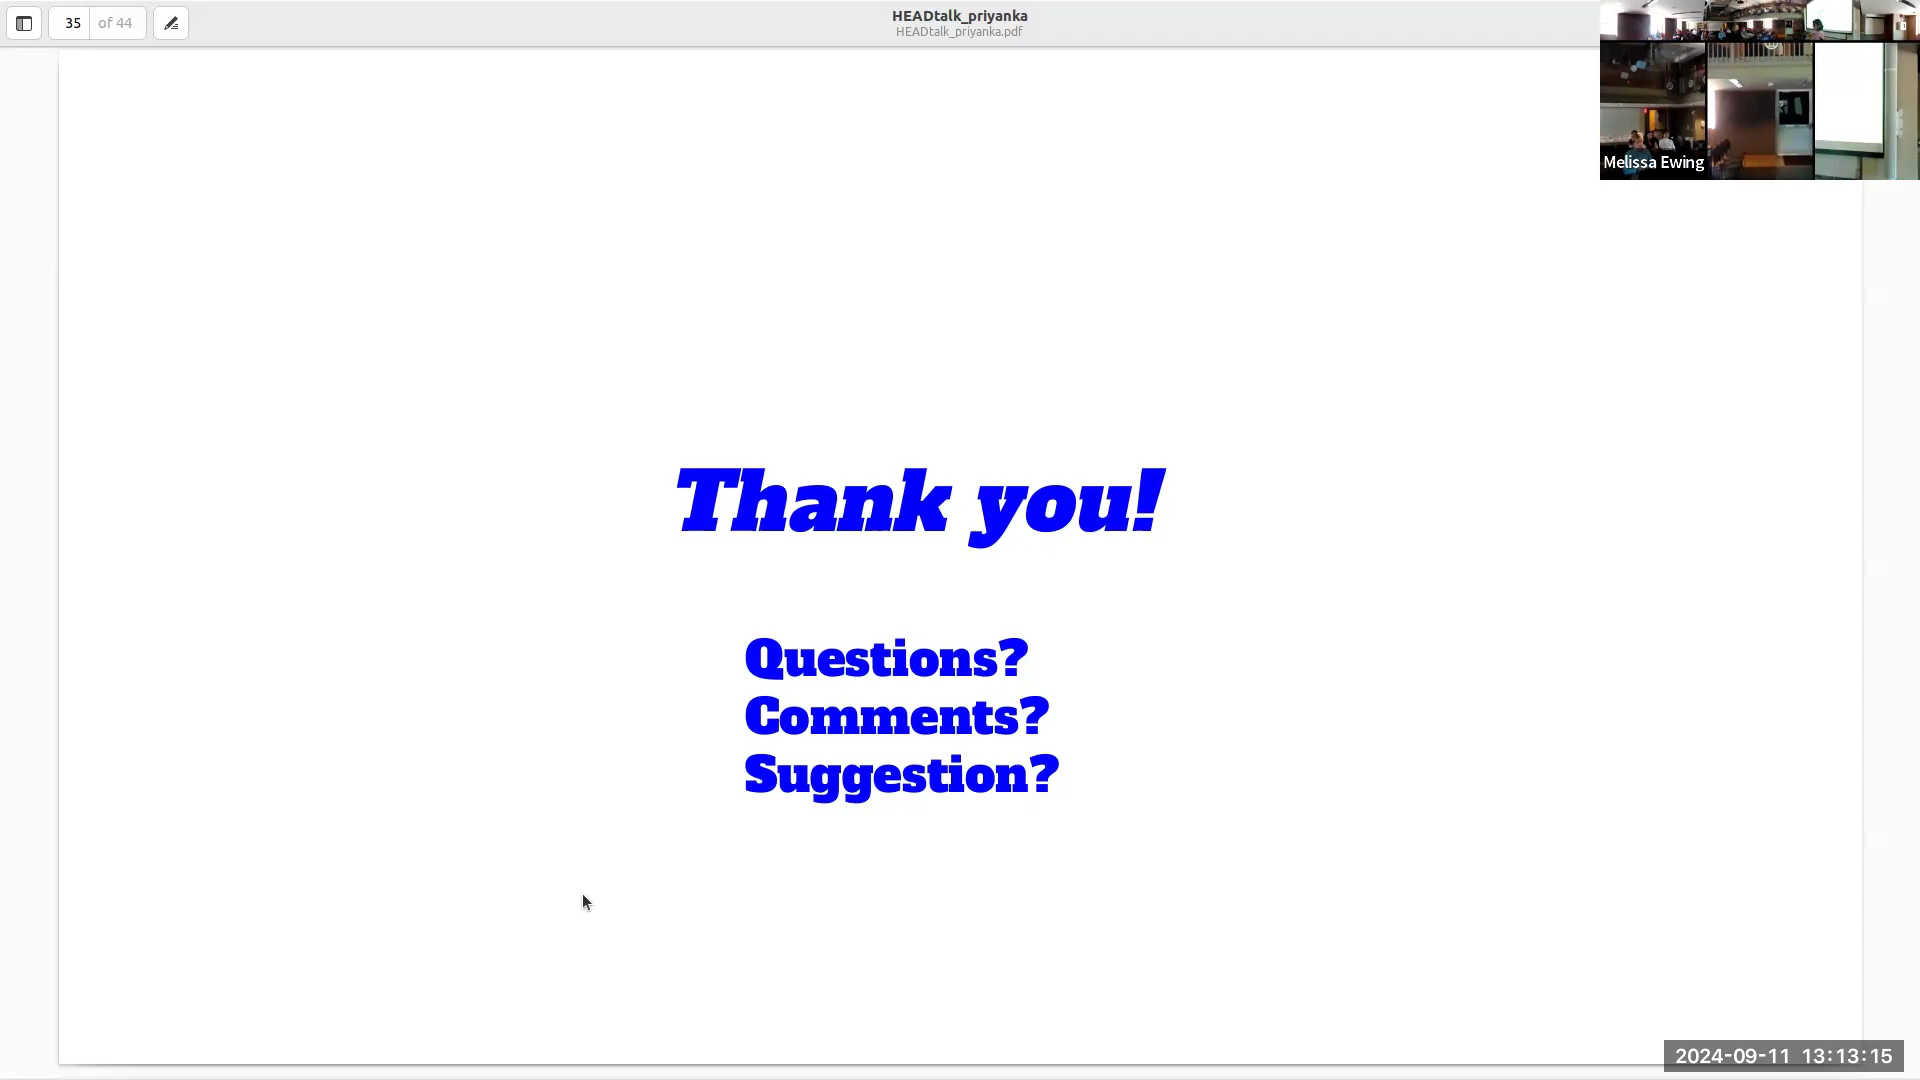 35 of 44
HEADtalk_priyanka
HEADtalk_priyanka.pdf
Melissa Ewing
Thank you!
Questions?
Comments?
Suggestion?
2024-09-11 13:13:15